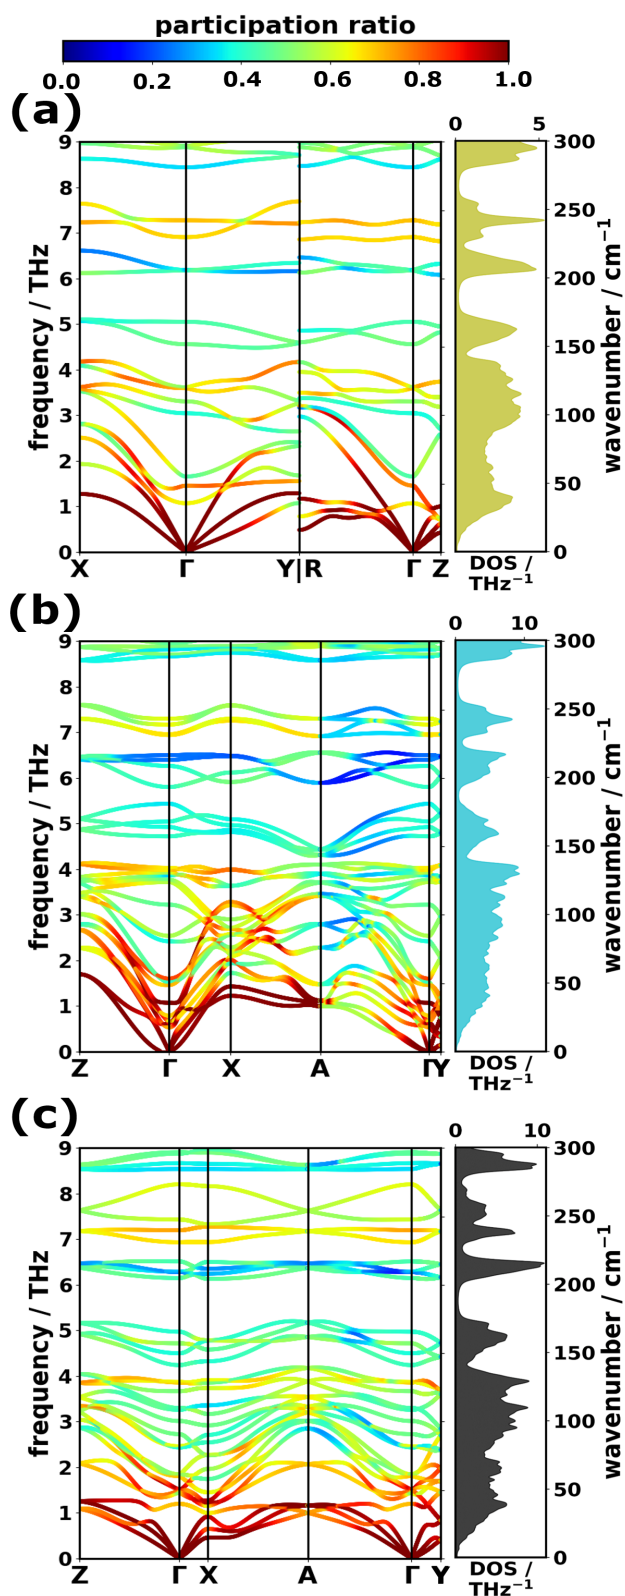 participation ratio
0.0 0.2 0.4 0.6 0.8 1.0
(a)
0 5
9 300
8
250
7
6 200
5
150
4
3 100
2
50
1
0 0
frequency / THz
wavenumber / cm⁻¹
X Γ Y|R Γ Z
DOS /
THz⁻¹
(b)
0 10
9 300
8
250
7
6 200
5
150
4
3 100
2
50
1
0 0
frequency / THz
wavenumber / cm⁻¹
Z Γ X A Γ Y
DOS /
THz⁻¹
(c)
0 10
9 300
8
250
7
6 200
5
150
4
3 100
2
50
1
0 0
frequency / THz
wavenumber / cm⁻¹
Z Γ X A Γ Y
DOS /
THz⁻¹